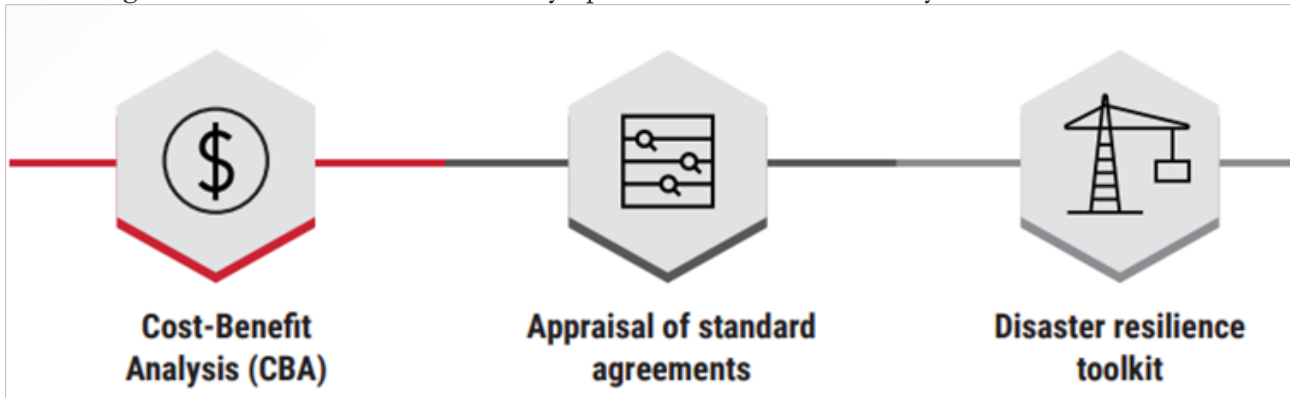 $
Cost-Benefit
Analysis (CBA)
Appraisal of standard
agreements
Disaster resilience
toolkit